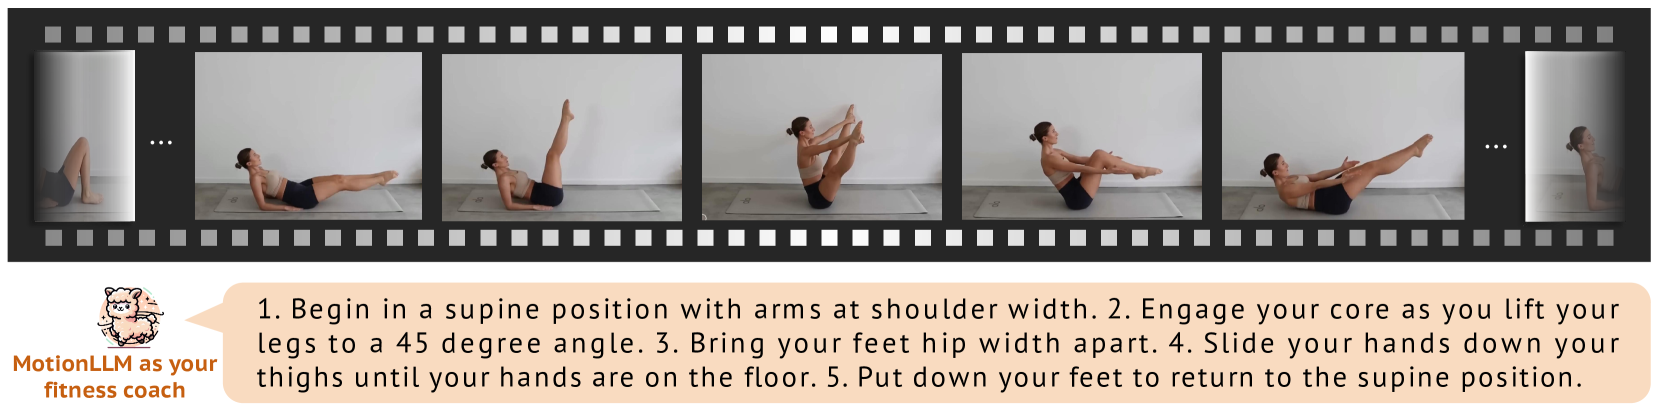 ...
...
1. Begin in a supine position with arms at shoulder width. 2. Engage your core as you lift your
legs to a 45 degree angle. 3. Bring your feet hip width apart. 4. Slide your hands down your
thighs until your hands are on the floor. 5. Put down your feet to return to the supine position.
MotionLLM as your
fitness coach